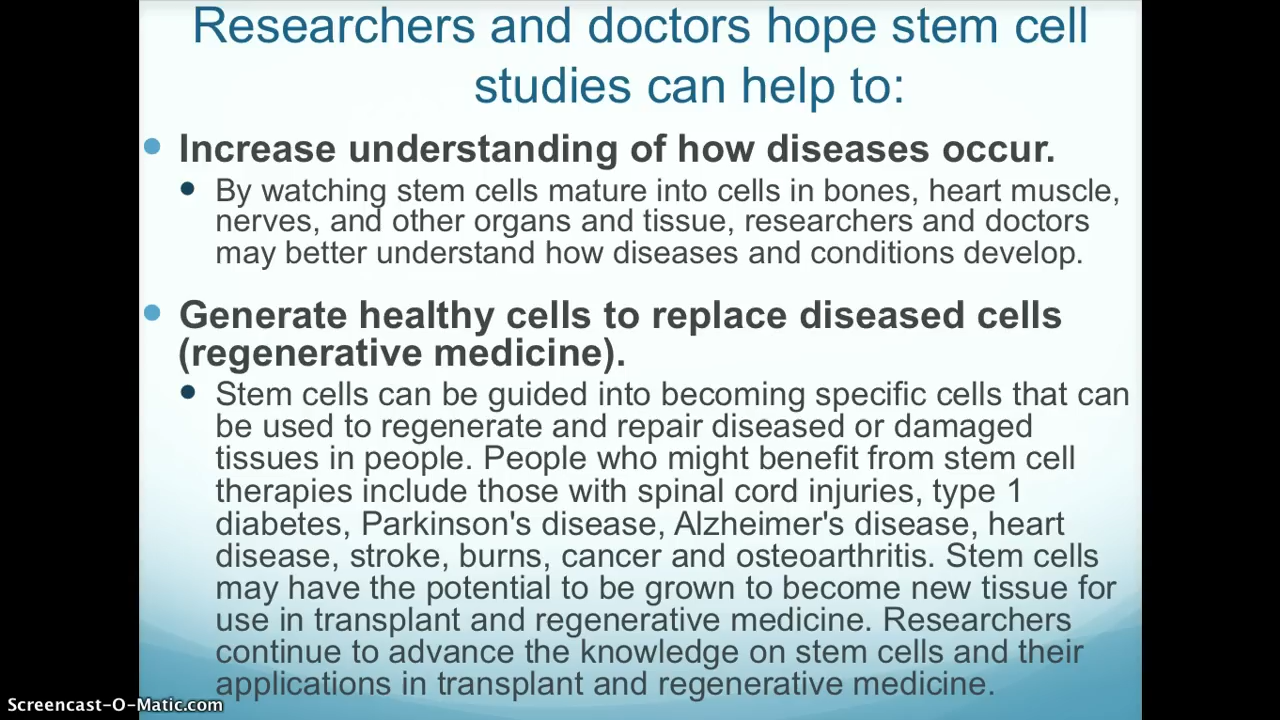 Researchers and doctors hope stem cell
studies can help to:
Increase understanding of how diseases occur.
By watching stem cells mature into cells in bones, heart muscle,
nerves, and other organs and tissue, researchers and doctors
may better understand how diseases and conditions develop.
Generate healthy cells to replace diseased cells
(regenerative medicine).
Stem cells can be guided into becoming specific cells that can
be used to regenerate and repair diseased or damaged
tissues in people. People who might benefit from stem cell
therapies include those with spinal cord injuries, type 1
diabetes, Parkinson's disease, Alzheimer's disease, heart
disease, stroke, burns, cancer and osteoarthritis. Stem cells
may have the potential to be grown to become new tissue for
use in transplant and regenerative medicine. Researchers
continue to advance the knowledge on stem cells and their
applications in transplant and regenerative medicine.
Screencast-O-Matic.com